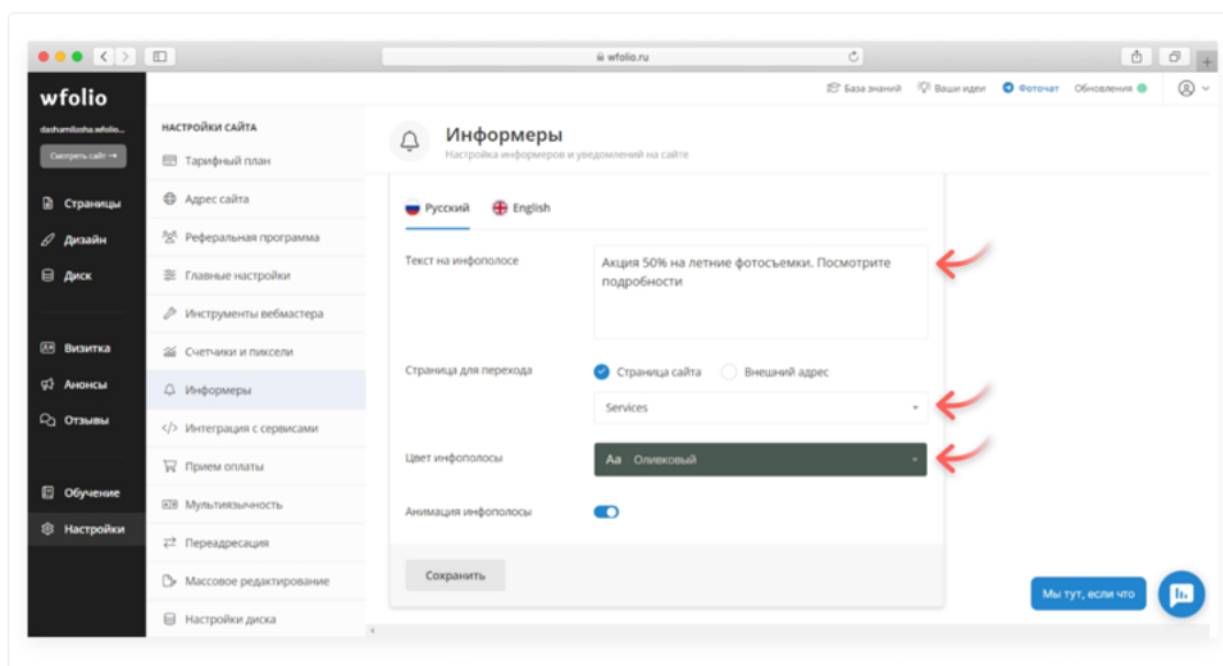 wfolio.ru
wfolio
dashamilasha.wfolio...
Смотреть сайт →
Страницы
Дизайн
Диск
Визитка
Анонсы
Отзывы
Обучение
Настройки
База знаний Ваши идеи Фоточат Обновления
НАСТРОЙКИ САЙТА
Тарифный план
Адрес сайта
Реферальная программа
Главные настройки
Инструменты вебмастера
Счетчики и пиксели
Информеры
Интеграция с сервисами
Прием оплаты
Мультиязычность
Переадресация
Массовое редактирование
Настройки диска
Информеры
Настройка информеров и уведомлений на сайте
Русский English
Текст на инфополосе
Акция 50% на летние фотосъемки. Посмотрите
подробности
Страница для перехода
Страница сайта Внешний адрес
Services
Цвет инфополосы
Aa Оливковый
Анимация инфополосы
Сохранить
Мы тут, если что